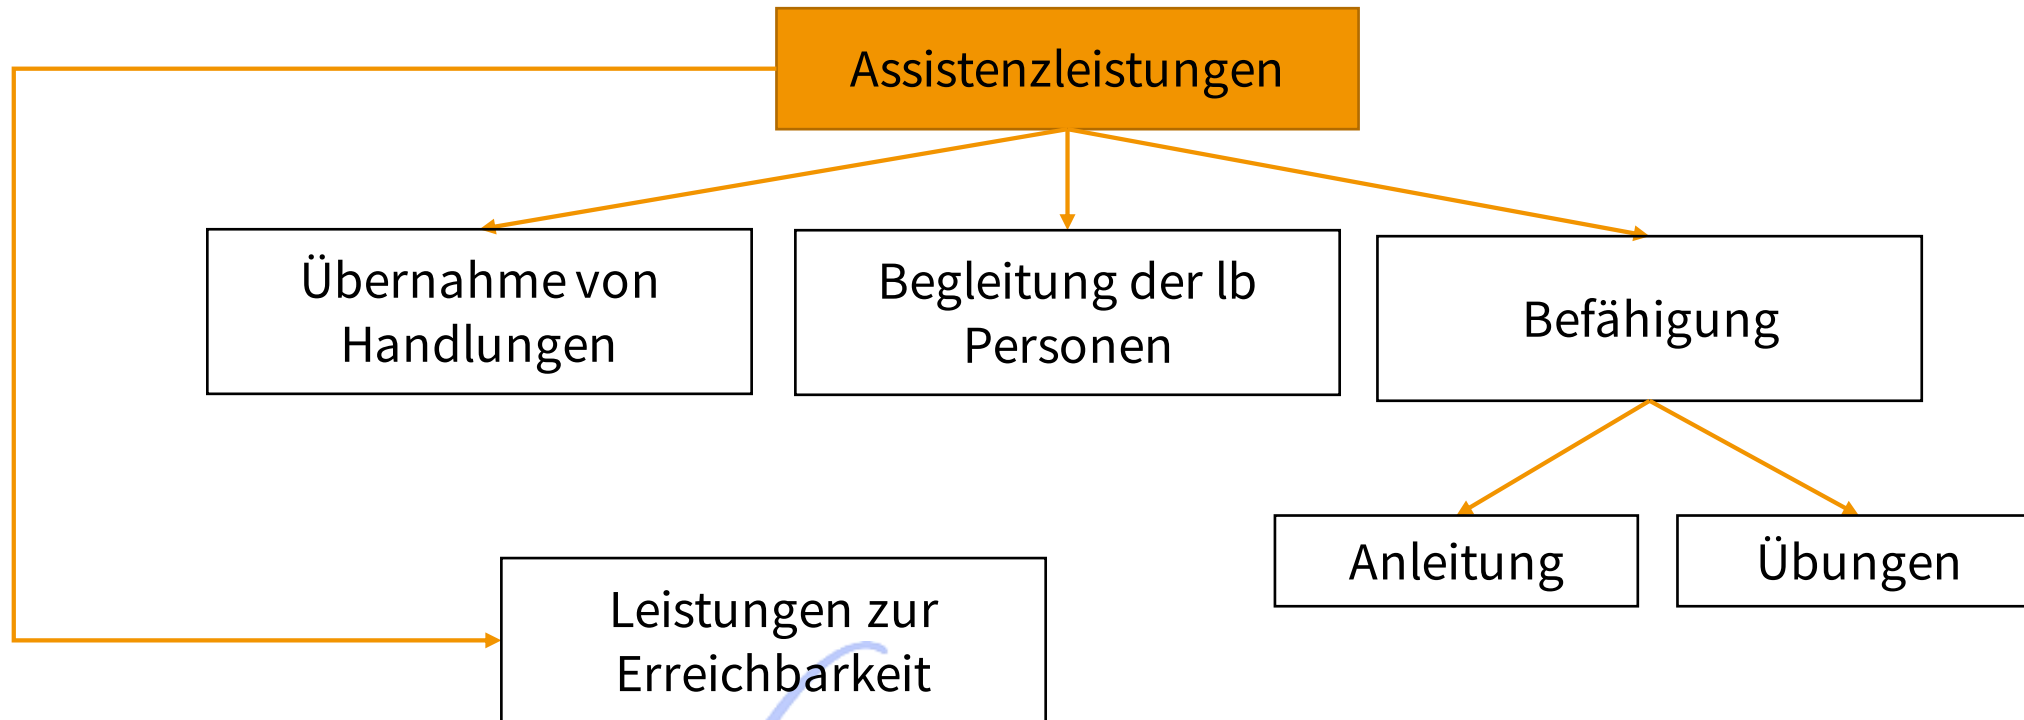 Assistenzleistungen
Übernahme von
Handlungen
Begleitung der lb
Personen
Befähigung
Anleitung
Übungen
Leistungen zur
Erreichbarkeit